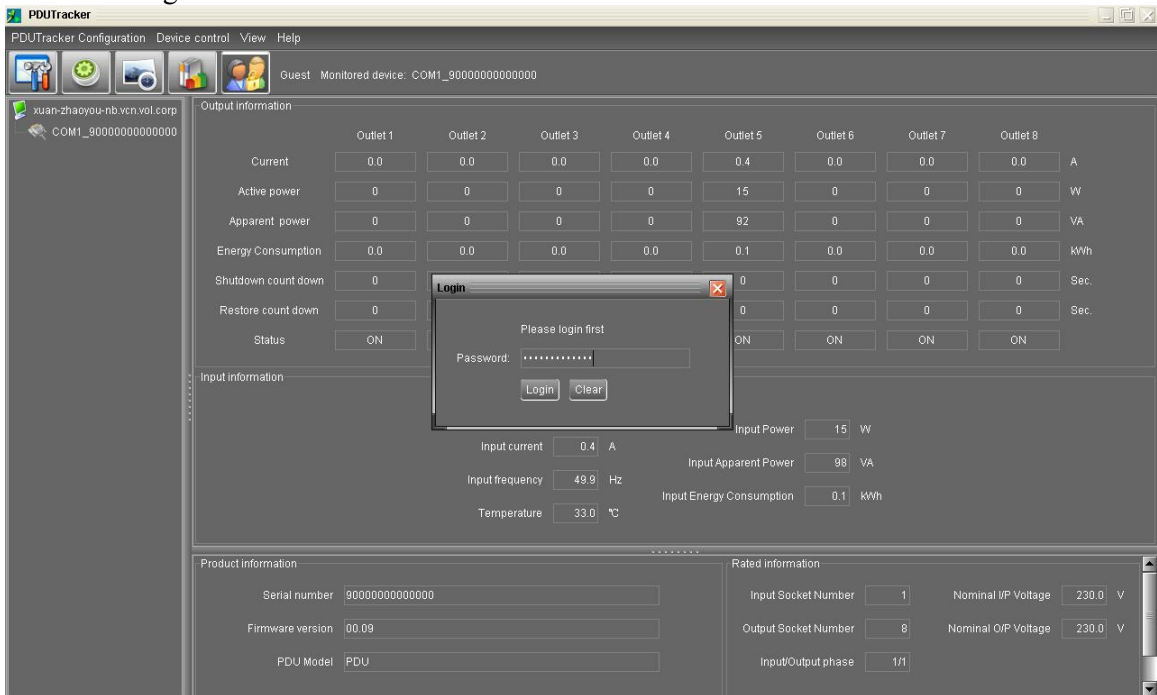 PDUTracker
PDUTracker Configuration Device control View Help
Guest Monitored device: COM1_90000000000000
xuan-zhaoyou-nb.vcn.vol.corp
COM1_90000000000000
Output information
Outlet 1 Outlet 2 Outlet 3 Outlet 4 Outlet 5 Outlet 6 Outlet 7 Outlet 8
Current 0.0 0.0 0.0 0.0 0.4 0.0 0.0 0.0 A
Active power 0 0 0 0 15 0 0 0 W
Apparent power 0 0 0 0 92 0 0 0 VA
Energy Consumption 0.0 0.0 0.0 0.0 0.1 0.0 0.0 0.0 kWh
Shutdown count down 0 0 0 0 0 Sec.
Restore count down 0 0 0 0 0 Sec.
Status ON ON ON ON ON
Login
Please login first
Password: •••••••••••••
Login Clear
Input information
Input current 0.4 A
Input frequency 49.9 Hz
Temperature 33.0 ℃
Input Power 15 W
Input Apparent Power 98 VA
Input Energy Consumption 0.1 kWh
Product information
Serial number 90000000000000
Firmware version 00.09
PDU Model PDU
Rated information
Input Socket Number 1 Nominal I/P Voltage 230.0 V
Output Socket Number 8 Nominal O/P Voltage 230.0 V
Input/Output phase 1/1